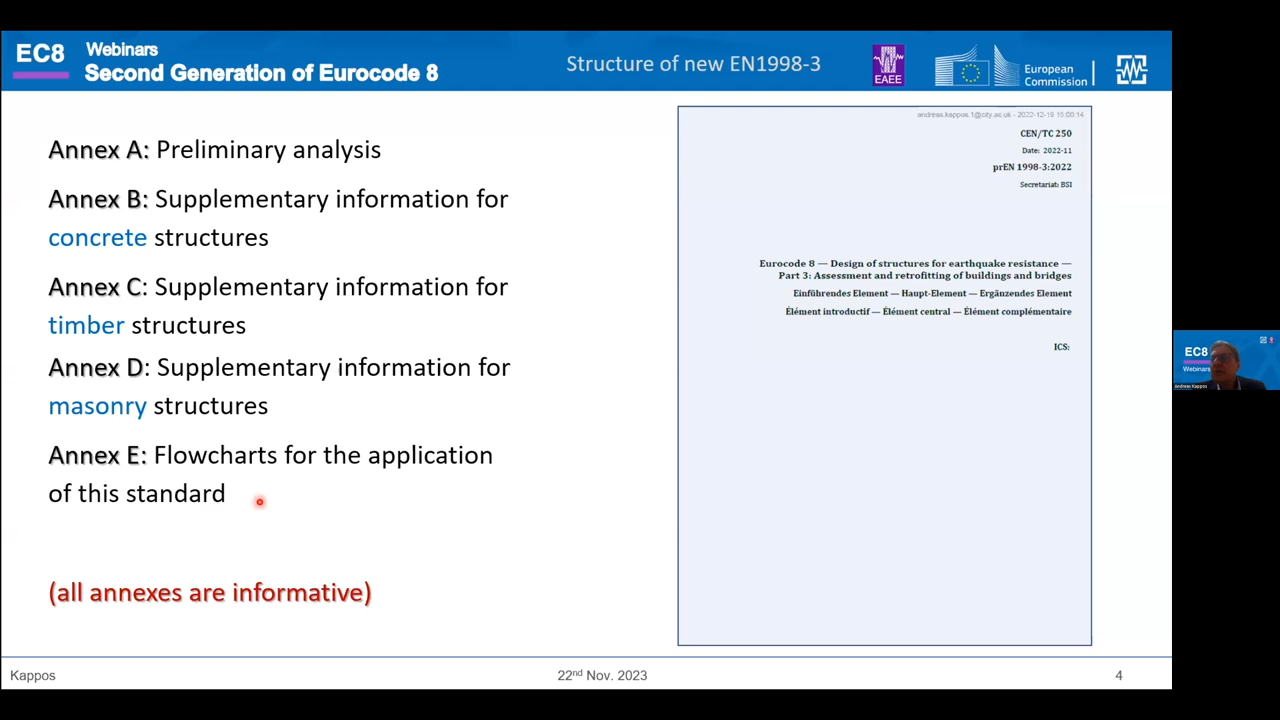 EC8
Webinars
Second Generation of Eurocode 8
Structure of new EN1998-3
EAEE
European
Commission
Annex A: Preliminary analysis
Annex B: Supplementary information for
concrete structures
Annex C: Supplementary information for
timber structures
Annex D: Supplementary information for
masonry structures
Annex E: Flowcharts for the application
of this standard
(all annexes are informative)
andreas.kappos.1@city.ac.uk - 2022-12-19 15:00:14
CEN/TC 250
Date: 2022-11
prEN 1998-3:2022
Secretariat: BSI
Eurocode 8 — Design of structures for earthquake resistance —
Part 3: Assessment and retrofitting of buildings and bridges
Einführendes Element — Haupt-Element — Ergänzendes Element
Élément introductif — Élément central — Élément complémentaire
ICS:
EC8
Webinars
Andreas Kappos
Kappos
22nd Nov. 2023
4